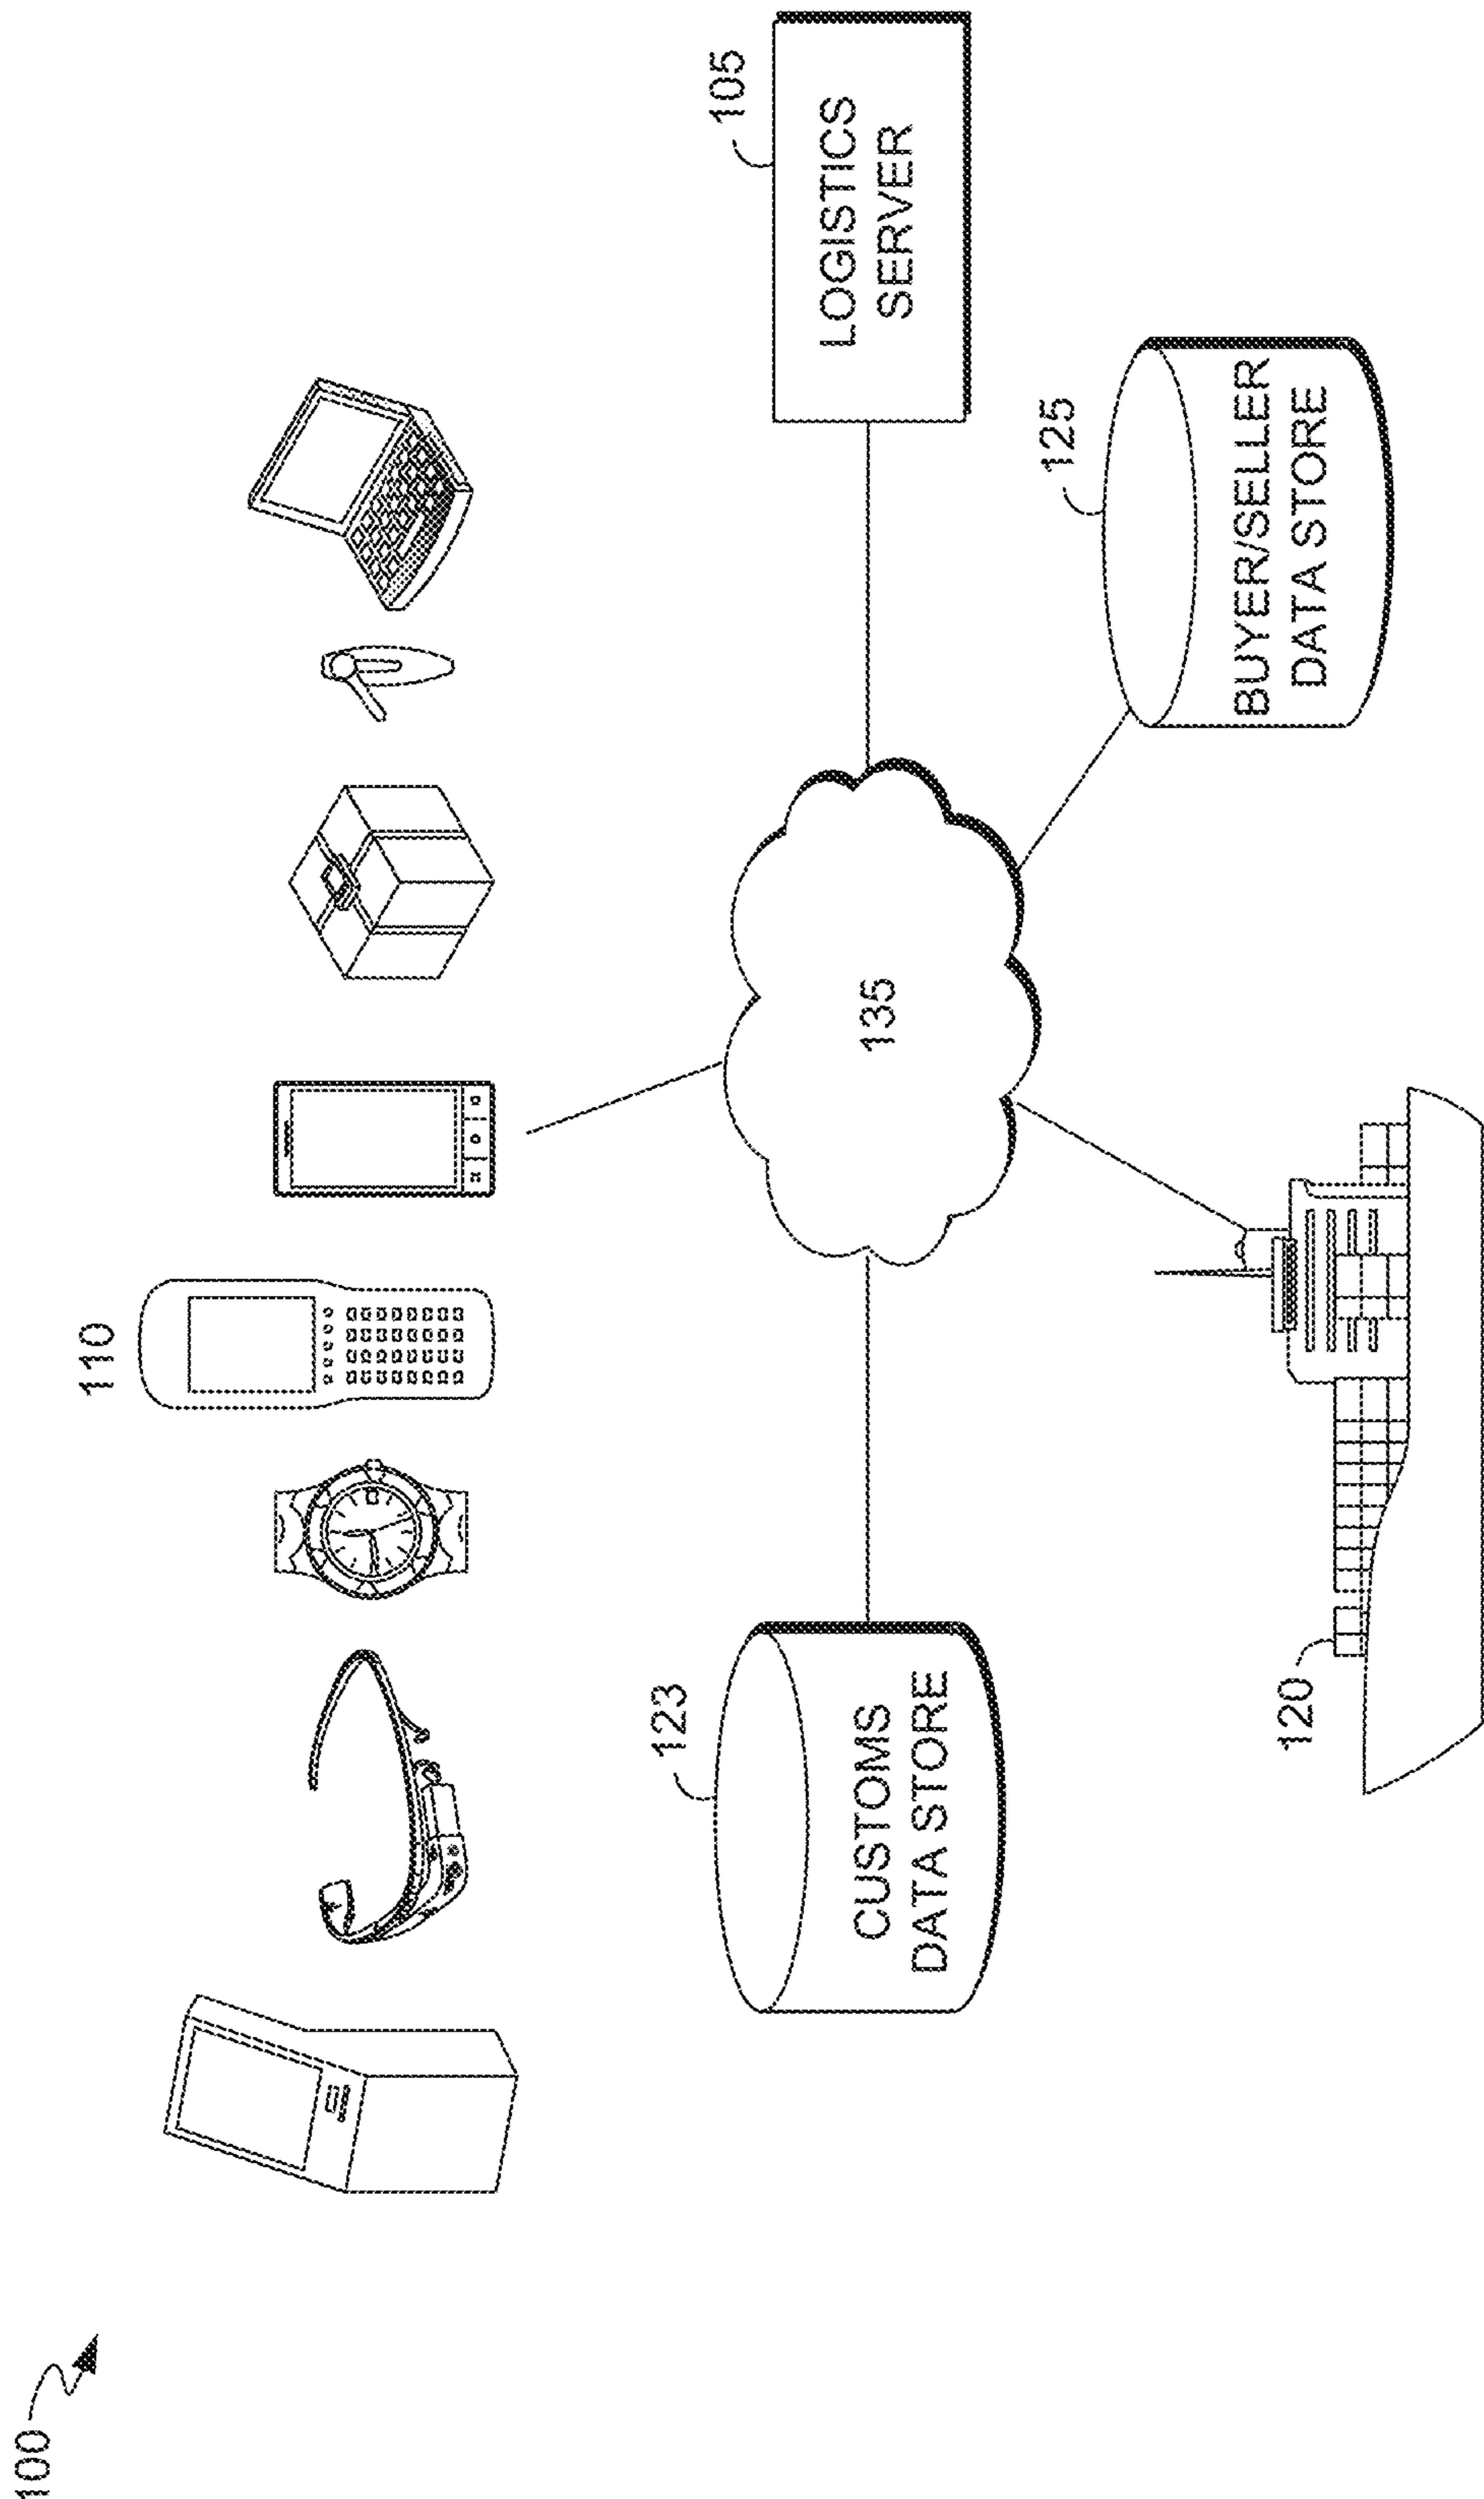 100
110
123
CUSTOMS
DATA STORE
135
105
LOGISTICS
SERVER
125
BUYER/SELLER
DATA STORE
120